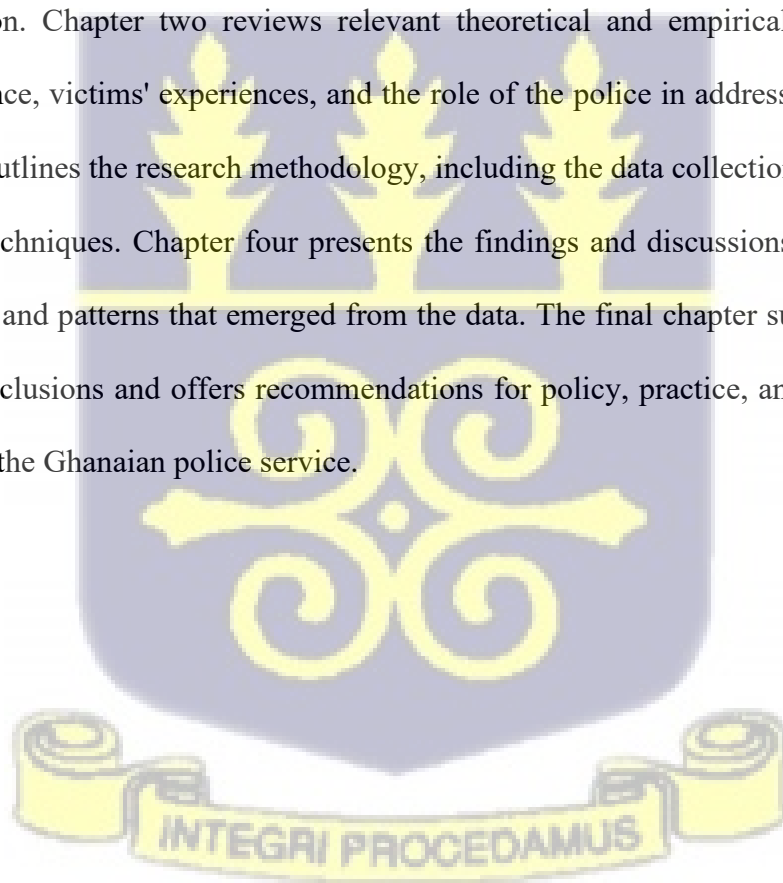 on. Chapter two reviews relevant theoretical and empirical
nce, victims' experiences, and the role of the police in address
utlines the research methodology, including the data collection
chniques. Chapter four presents the findings and discussions
and patterns that emerged from the data. The final chapter su
clusions and offers recommendations for policy, practice, an
the Ghanaian police service.
INTEGRI PROCEDAMUS